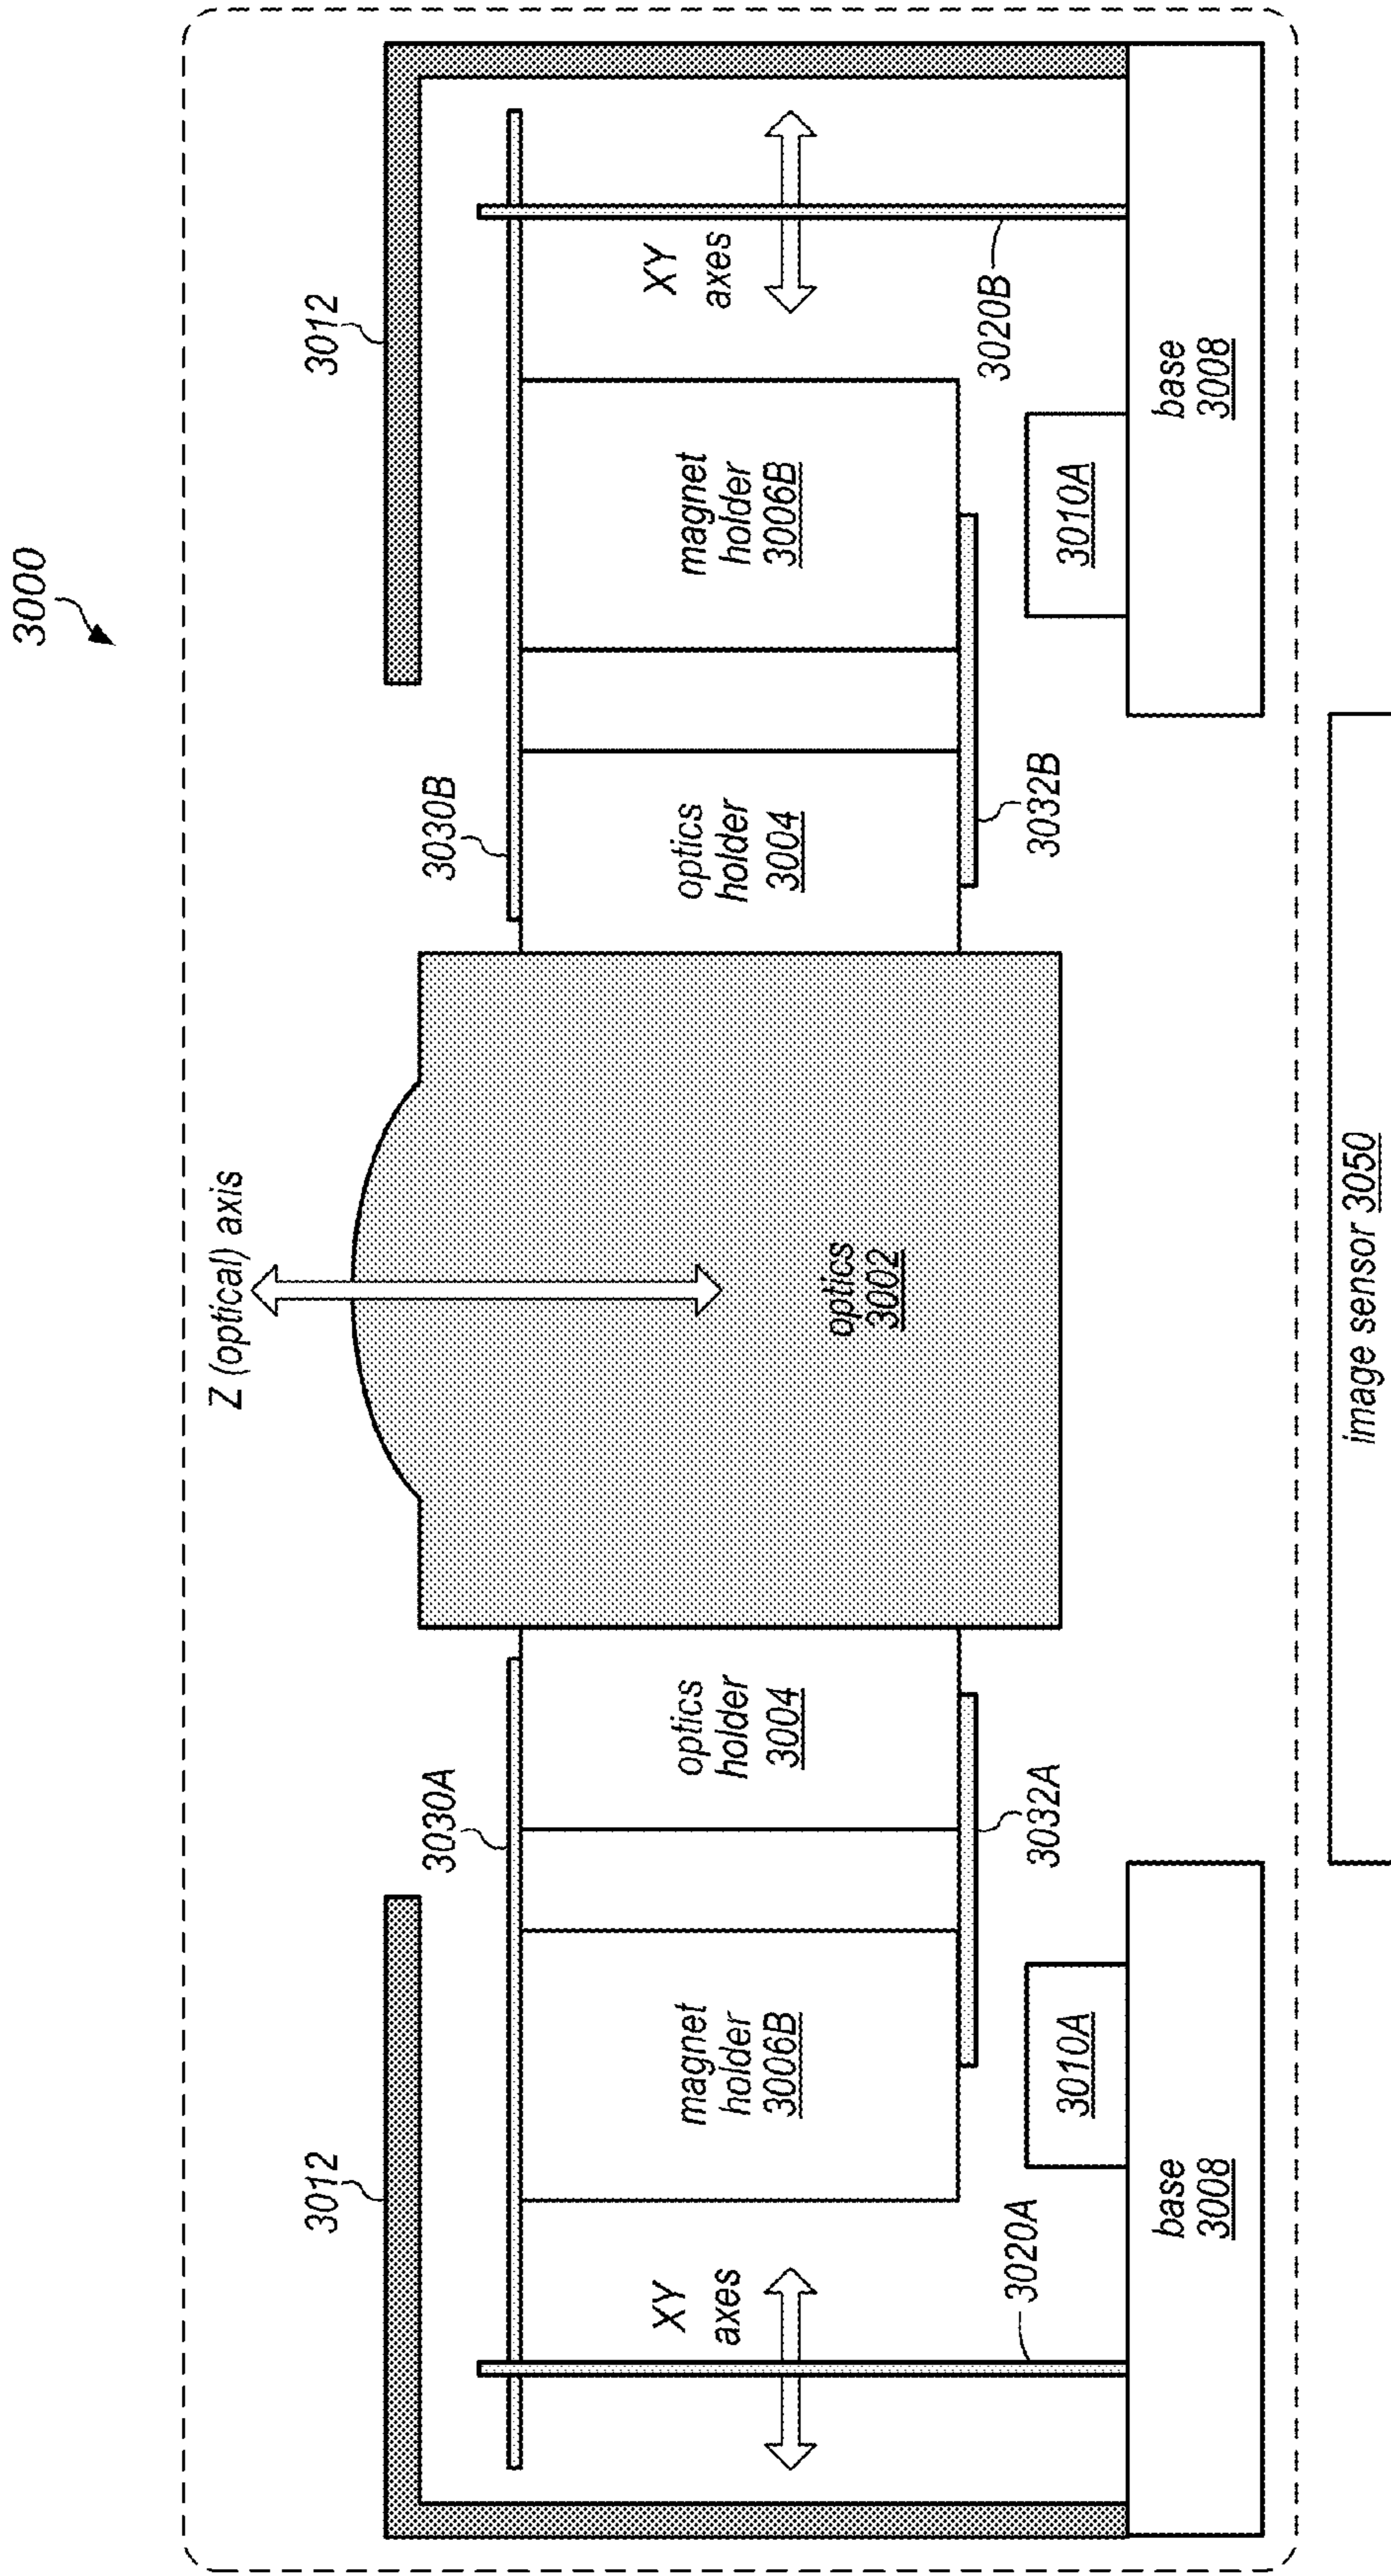 3000
Z (optical) axis
3012
3012
3030A
3030B
XY
axes
magnet
holder
3006B
optics
holder
3004
optics
3002
optics
holder
3004
magnet
holder
3006B
XY
axes
3020A
3032A
3032B
3020B
3010A
3010A
base
3008
base
3008
image sensor 3050